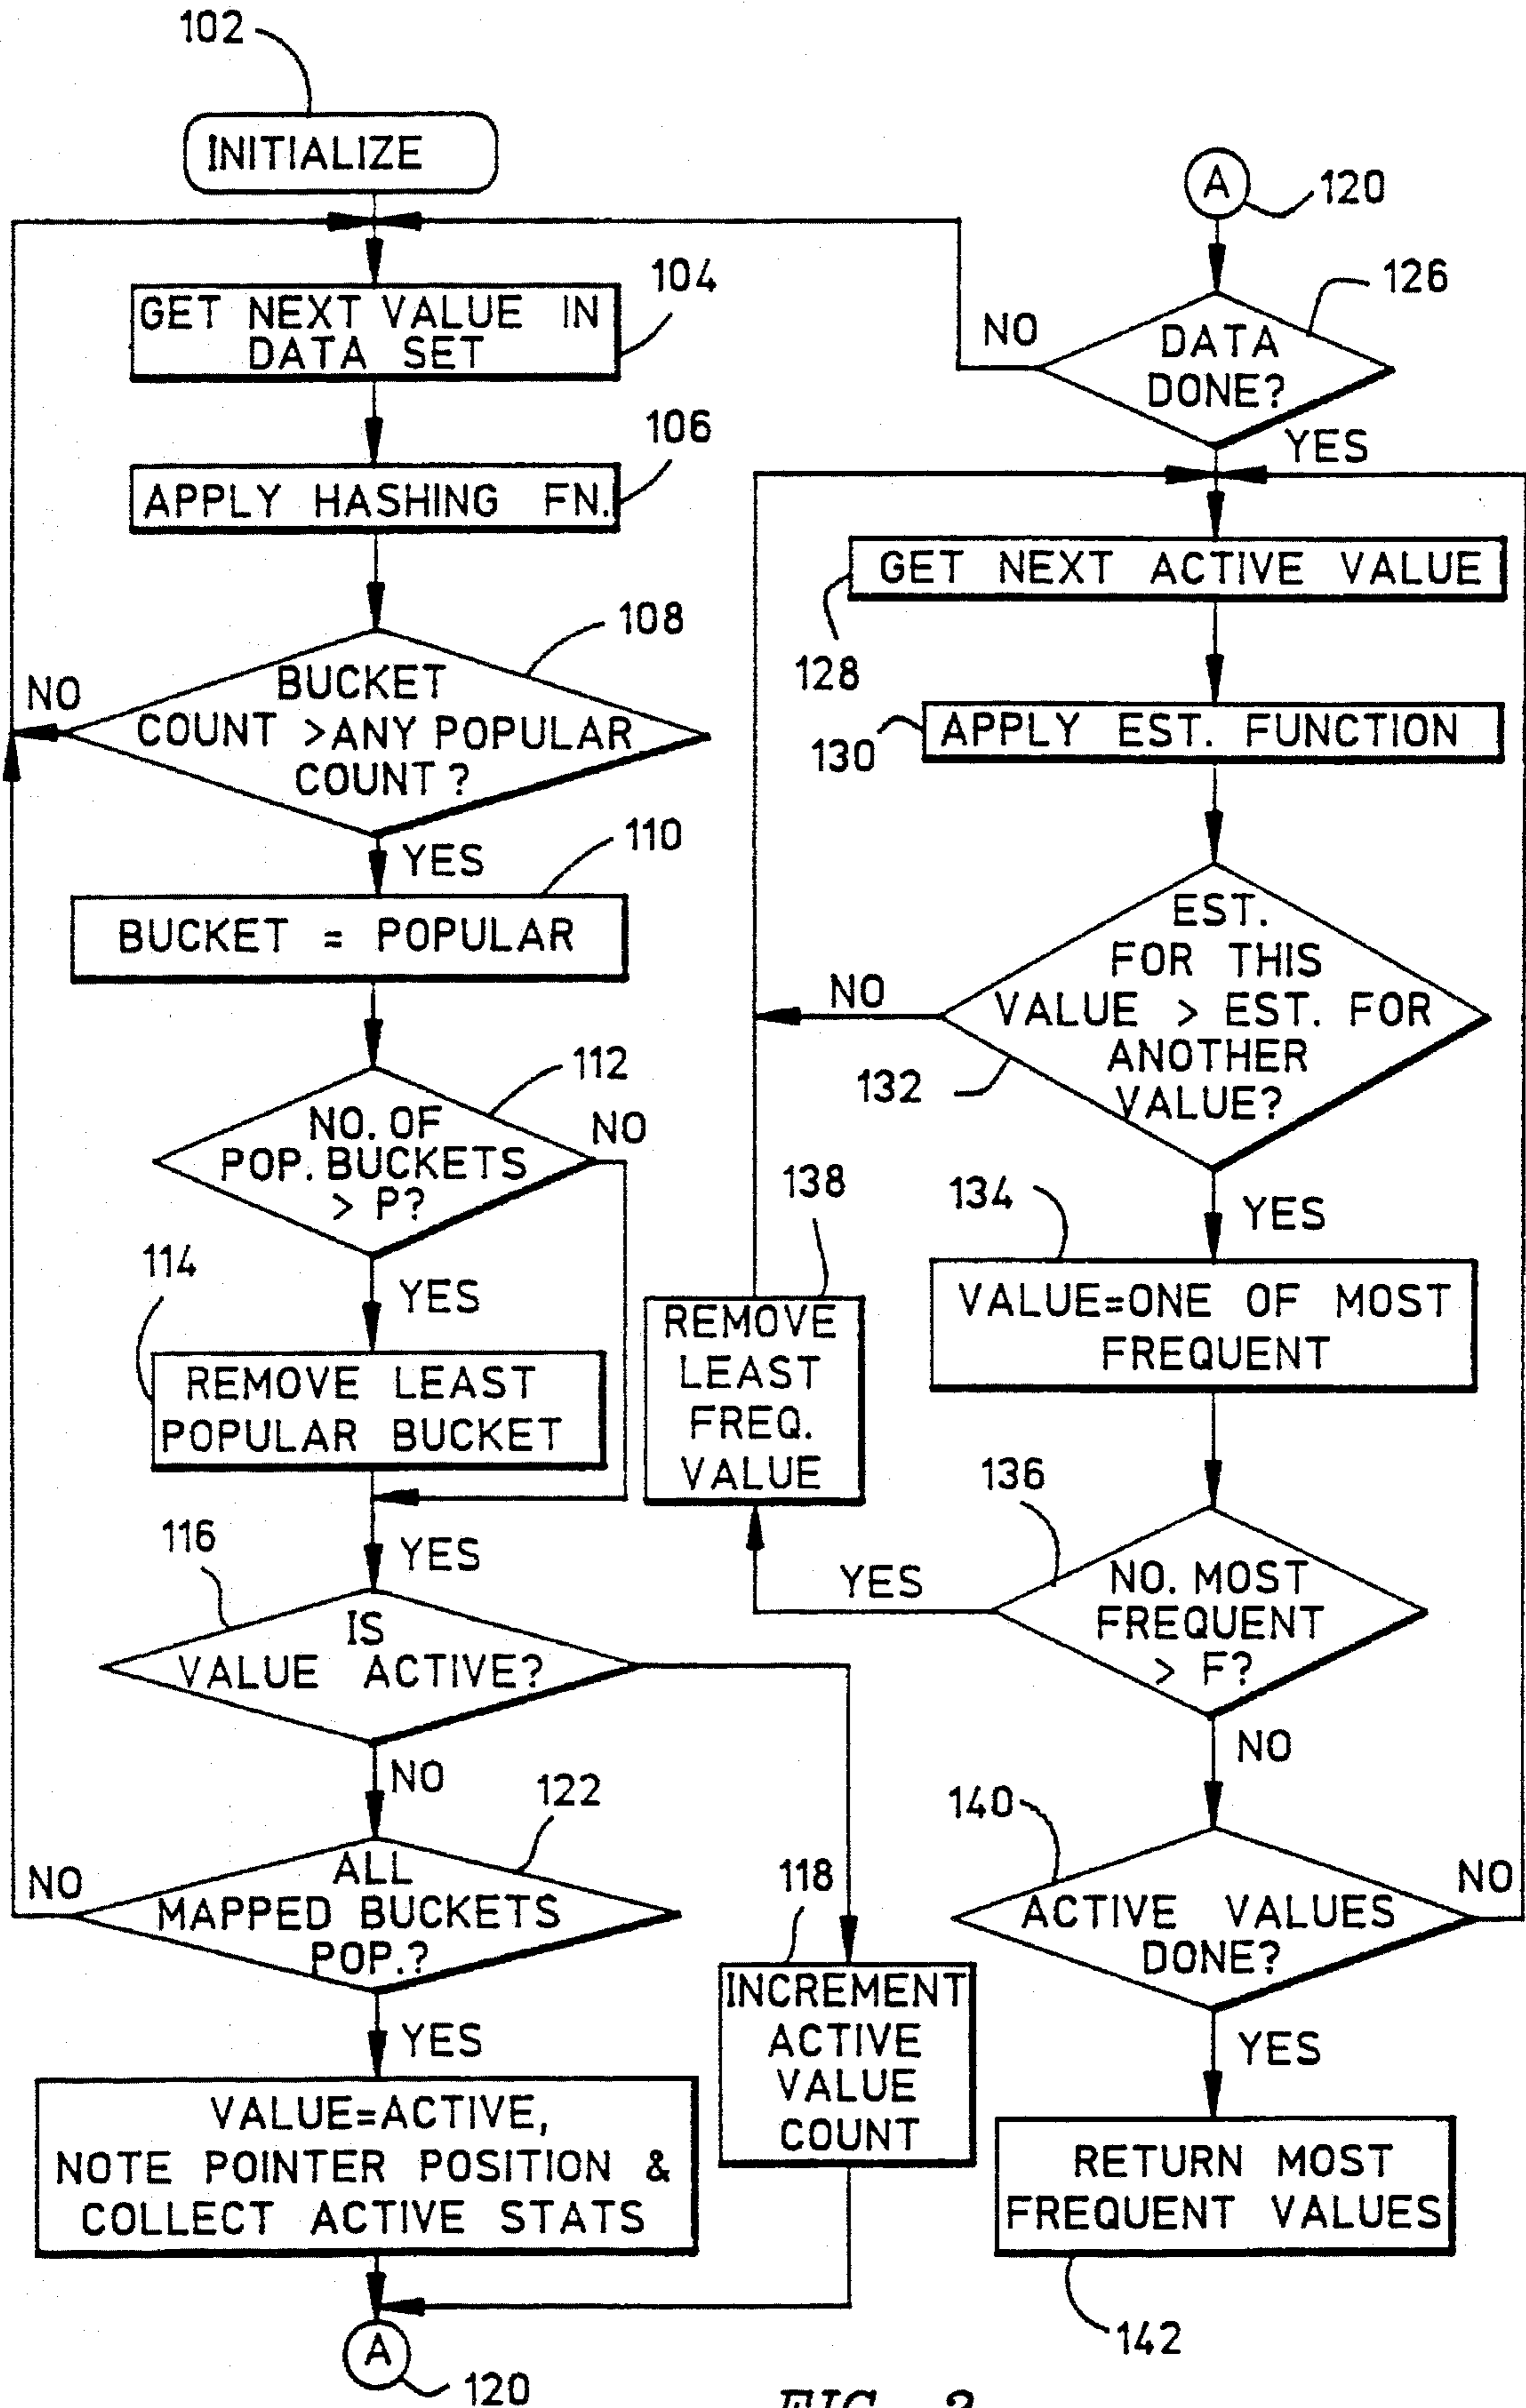 102
INITIALIZE
104
GET NEXT VALUE IN
DATA SET
106
APPLY HASHING FN.
108
BUCKET
COUNT >ANY POPULAR
COUNT?
NO
YES
110
BUCKET = POPULAR
112
NO. OF
POP. BUCKETS
> P?
NO
114
YES
REMOVE LEAST
POPULAR BUCKET
116
YES
IS
VALUE ACTIVE?
NO
122
ALL
MAPPED BUCKETS
POP.?
NO
YES
118
INCREMENT
ACTIVE
VALUE
COUNT
VALUE=ACTIVE,
NOTE POINTER POSITION &
COLLECT ACTIVE STATS
A
120
A
120
126
DATA
DONE?
NO
YES
GET NEXT ACTIVE VALUE
128
APPLY EST. FUNCTION
130
EST.
FOR THIS
VALUE > EST. FOR
ANOTHER
VALUE?
NO
132
YES
134
VALUE=ONE OF MOST
FREQUENT
138
REMOVE
LEAST
FREQ.
VALUE
136
NO. MOST
FREQUENT
> F?
YES
NO
140
ACTIVE VALUES
DONE?
NO
YES
RETURN MOST
FREQUENT VALUES
142